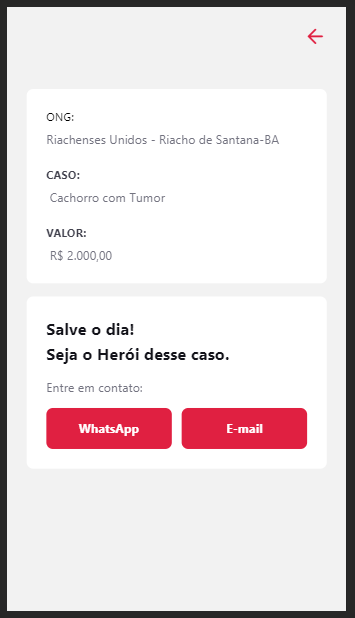 ONG:
Riachenses Unidos - Riacho de Santana-BA
CASO:
Cachorro com Tumor
VALOR:
R$ 2.000,00
Salve o dia!
Seja o Herói desse caso.
Entre em contato:
WhatsApp
E-mail